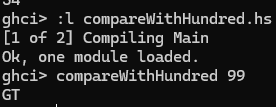 ghci> :l compareWithHundred.hs
[1 of 2] Compiling Main
Ok, one module loaded.
ghci> compareWithHundred 99
GT